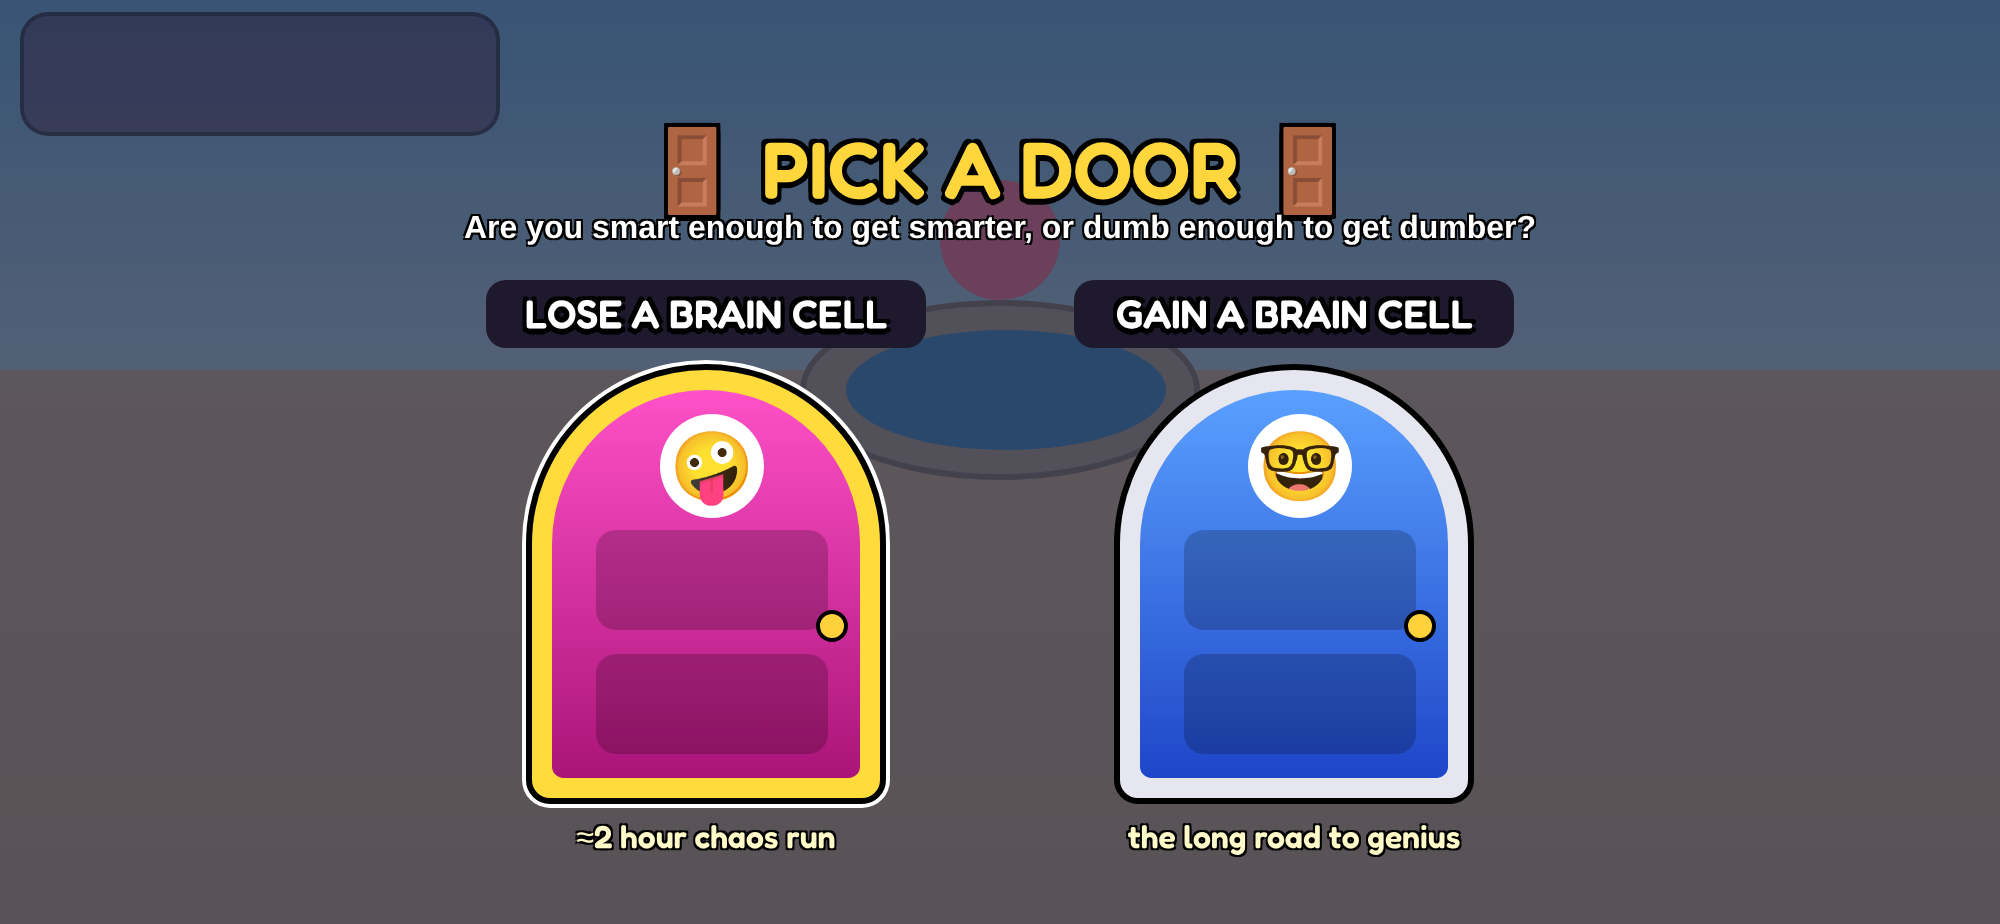 PICK A DOOR
Are you smart enough to get smarter, or dumb enough to get dumber?
LOSE A BRAIN CELL
GAIN A BRAIN CELL
≈2 hour chaos run
the long road to genius